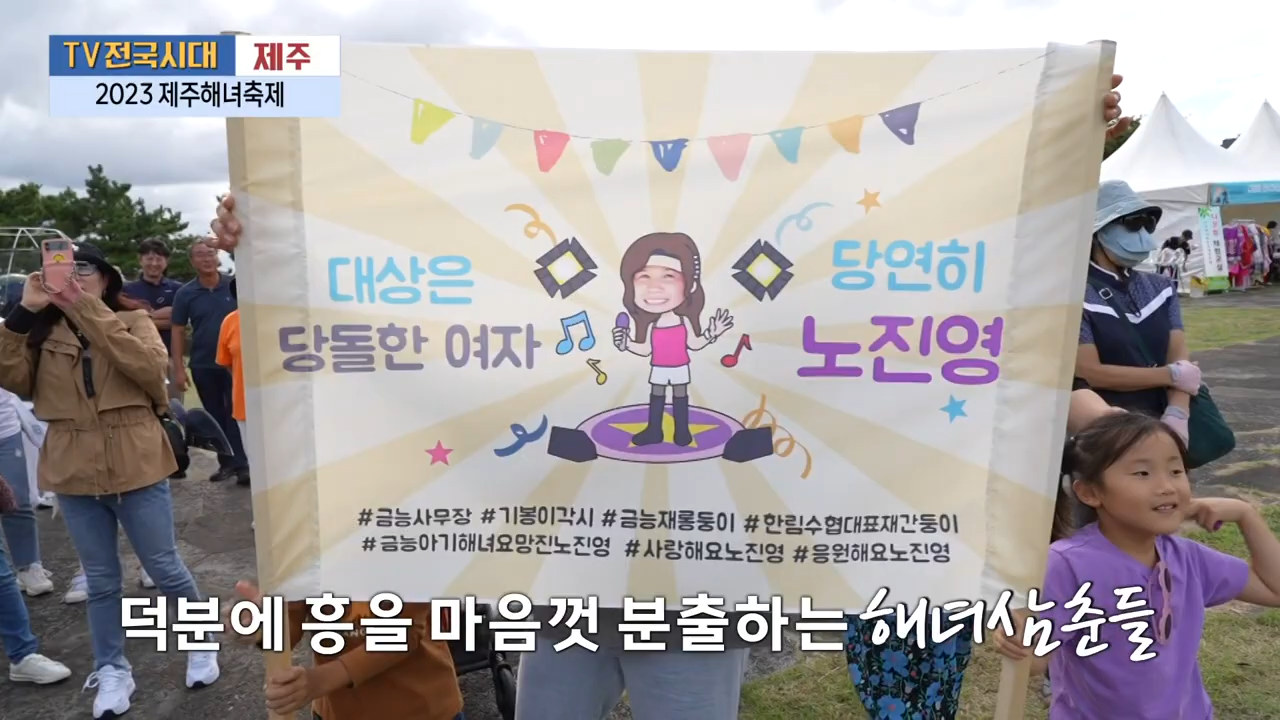 TV전국시대 제주
2023 제주해녀축제
대상은 당연히
당돌한 여자 노진영
#금능사무장 #기봉이각시 #금능재롱둥이 #한림수협대표재간둥이
#금능아기해녀요망진노진영 #사랑해요노진영 #응원해요노진영
덕분에 흥을 마음껏 분출하는 해녀삼춘들